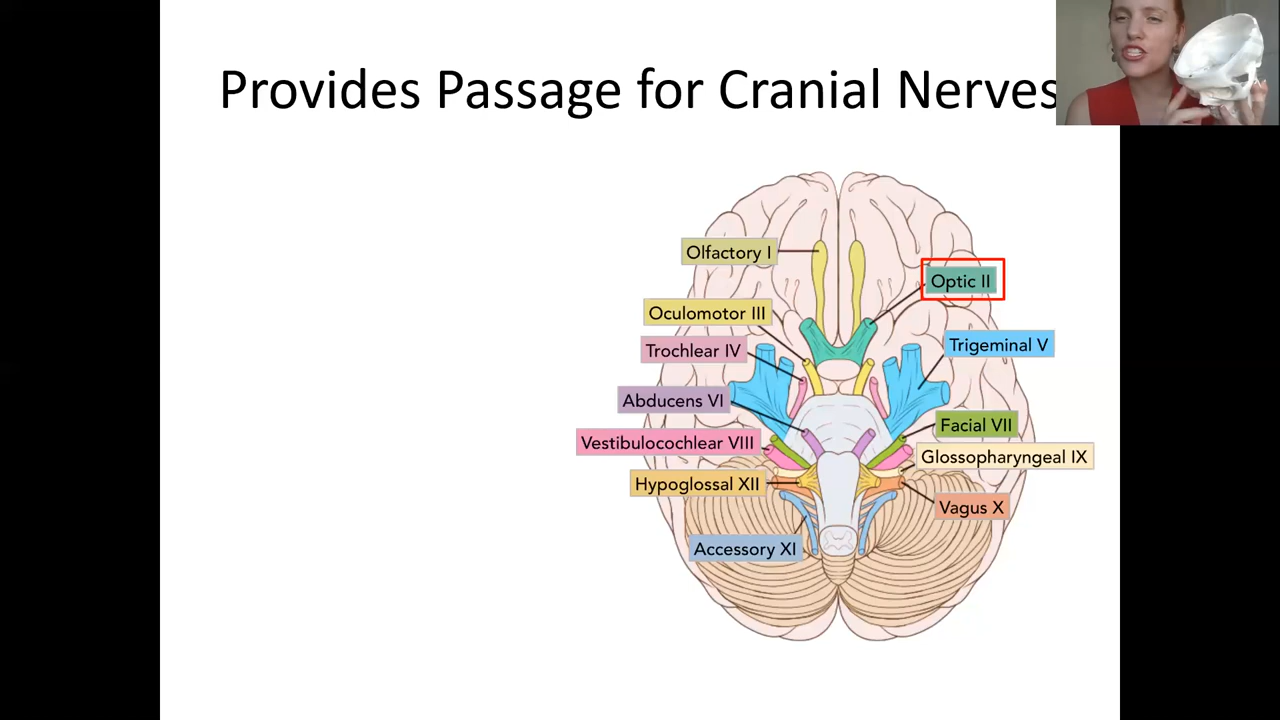 Provides Passage for Cranial Nerves
Olfactory I
Optic II
Oculomotor III
Trigeminal V
Trochlear IV
Abducens VI
Facial VII
Vestibulocochlear VIII
Glossopharyngeal IX
Hypoglossal XII
Vagus X
Accessory XI